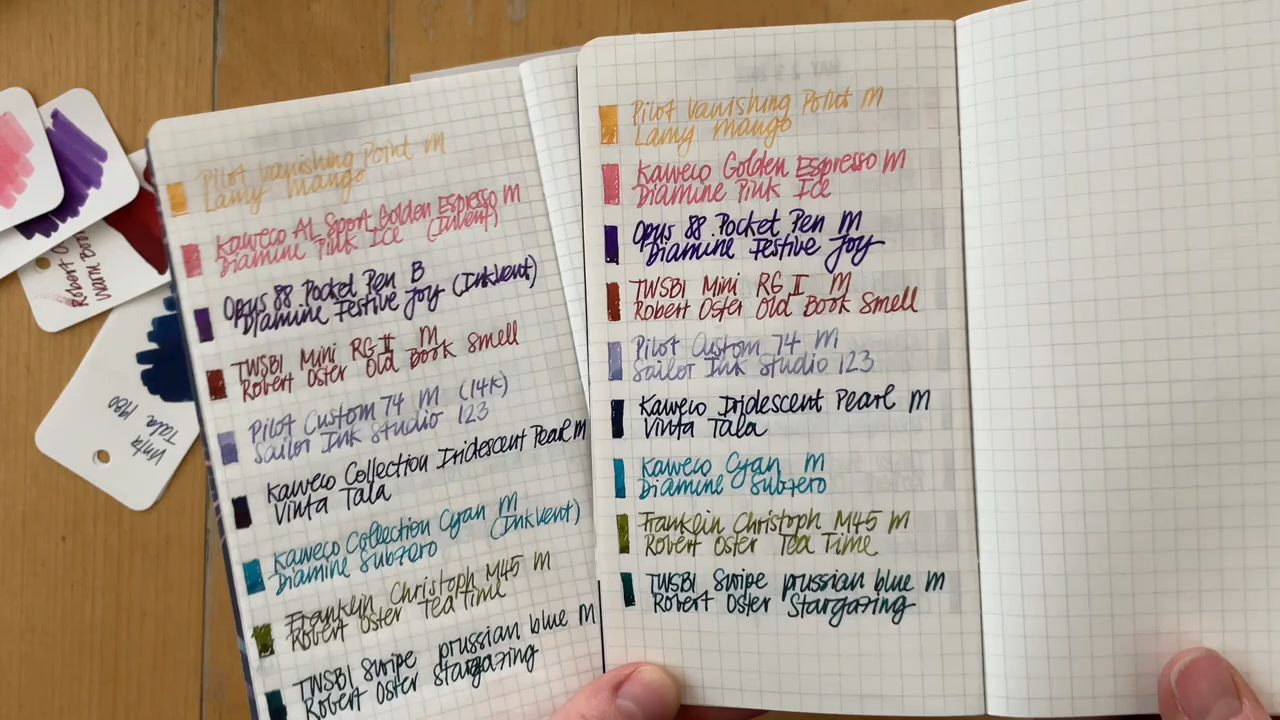 Pilot Vanishing Point M
Lamy Mango
Kaweco AL Sport Golden Espresso M
Diamine Pink Ice (Inkvent)
Opus 88 Pocket Pen B
Diamine Festive Joy (Inkvent)
TWSBI Mini RG II M
Robert Oster Old Book Smell
Pilot Custom 74 M (14K)
Sailor Ink Studio 123
Kaweco Collection Iridescent Pearl M
Vinta Tala
Kaweco Collection Cyan M
Diamine Subzero (Inkvent)
Franklin Christoph M45 M
Robert Oster Tea Time
TWSBI Swipe prussian blue M
Robert Oster Stargazing
Pilot Vanishing Point M
Lamy Mango
Kaweco Golden Espresso M
Diamine Pink Ice
Opus 88 Pocket Pen M
Diamine Festive Joy
TWSBI Mini RG II M
Robert Oster Old Book Smell
Pilot Custom 74 M
Sailor Ink Studio 123
Kaweco Iridescent Pearl M
Vinta Tala
Kaweco Cyan M
Diamine Subzero
Franklin Christoph M45 M
Robert Oster Tea Time
TWSBI Swipe prussian blue M
Robert Oster Stargazing
Robert
Warm
Vinta
Tala